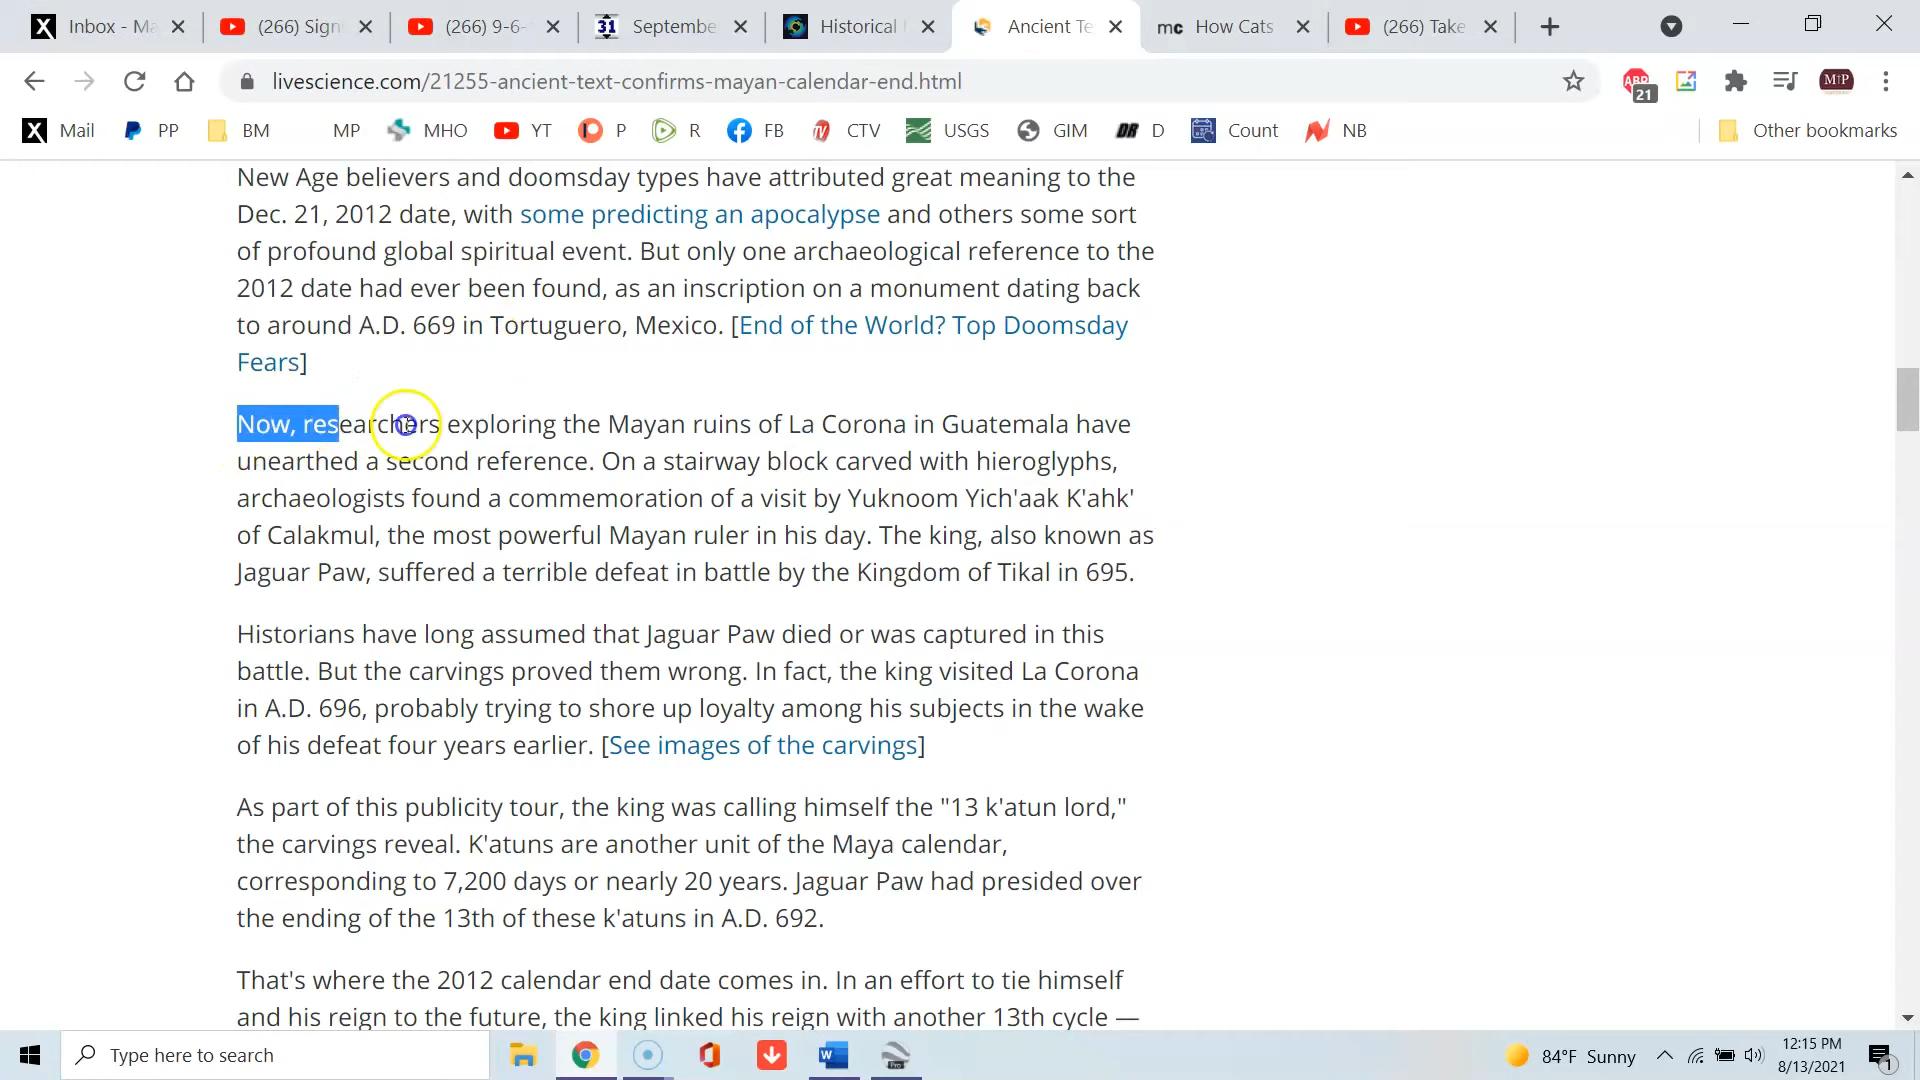 Inbox - Ma
(266) Sign
(266) 9-6-
31
Septembe
Historical
Ancient Te
mc
How Cats
(266) Take
livescience.com/21255-ancient-text-confirms-mayan-calendar-end.html
ABP
21
Mail
PP
BM
MP
MHO
YT
P
R
FB
CTV
USGS
GIM
DR
D
Count
NB
Other bookmarks
New Age believers and doomsday types have attributed great meaning to the
Dec. 21, 2012 date, with some predicting an apocalypse and others some sort
of profound global spiritual event. But only one archaeological reference to the
2012 date had ever been found, as an inscription on a monument dating back
to around A.D. 669 in Tortuguero, Mexico. [End of the World? Top Doomsday
Fears]
Now, researchers exploring the Mayan ruins of La Corona in Guatemala have
unearthed a second reference. On a stairway block carved with hieroglyphs,
archaeologists found a commemoration of a visit by Yuknoom Yich'aak K'ahk'
of Calakmul, the most powerful Mayan ruler in his day. The king, also known as
Jaguar Paw, suffered a terrible defeat in battle by the Kingdom of Tikal in 695.
Historians have long assumed that Jaguar Paw died or was captured in this
battle. But the carvings proved them wrong. In fact, the king visited La Corona
in A.D. 696, probably trying to shore up loyalty among his subjects in the wake
of his defeat four years earlier. [See images of the carvings]
As part of this publicity tour, the king was calling himself the "13 k'atun lord,"
the carvings reveal. K'atuns are another unit of the Maya calendar,
corresponding to 7,200 days or nearly 20 years. Jaguar Paw had presided over
the ending of the 13th of these k'atuns in A.D. 692.
That's where the 2012 calendar end date comes in. In an effort to tie himself
and his reign to the future, the king linked his reign with another 13th cycle —
Type here to search
84°F Sunny
12:15 PM
8/13/2021
1